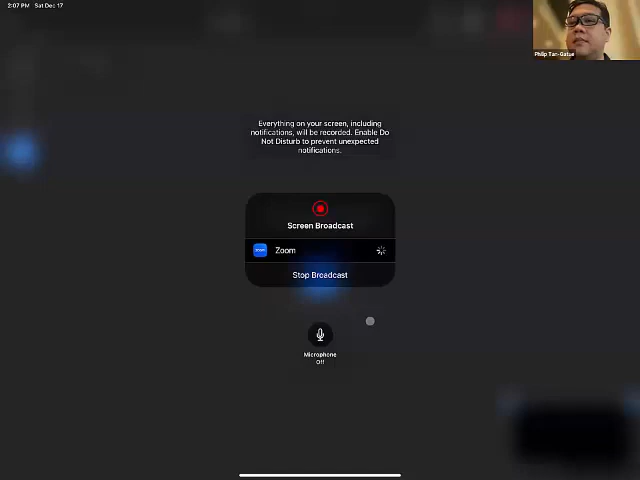 2:07 PM Sat Dec 17
Philip Tan-Gatue
Everything on your screen, including
notifications, will be recorded. Enable Do
Not Disturb to prevent unexpected
notifications.
Screen Broadcast
zoom
Zoom
Stop Broadcast
Microphone
Off